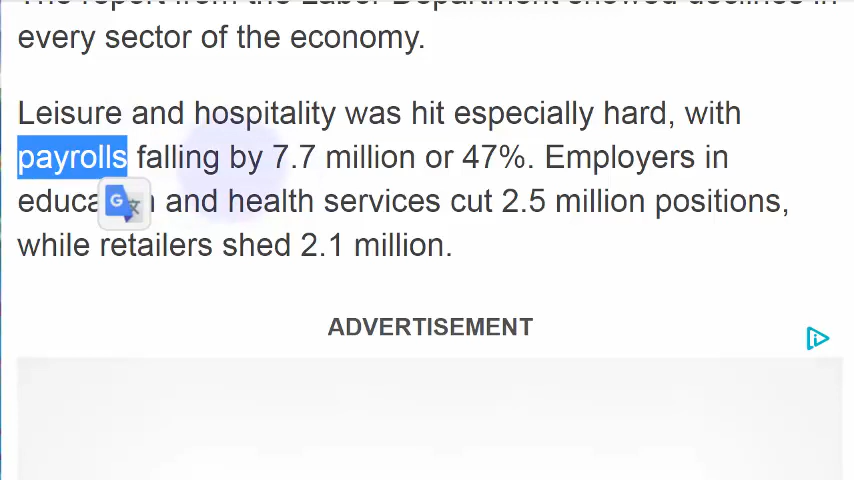 every sector of the economy.
Leisure and hospitality was hit especially hard, with
payrolls falling by 7.7 million or 47%. Employers in
and health services cut 2.5 million positions,
while retailers shed 2.1 million.
ADVERTISEMENT